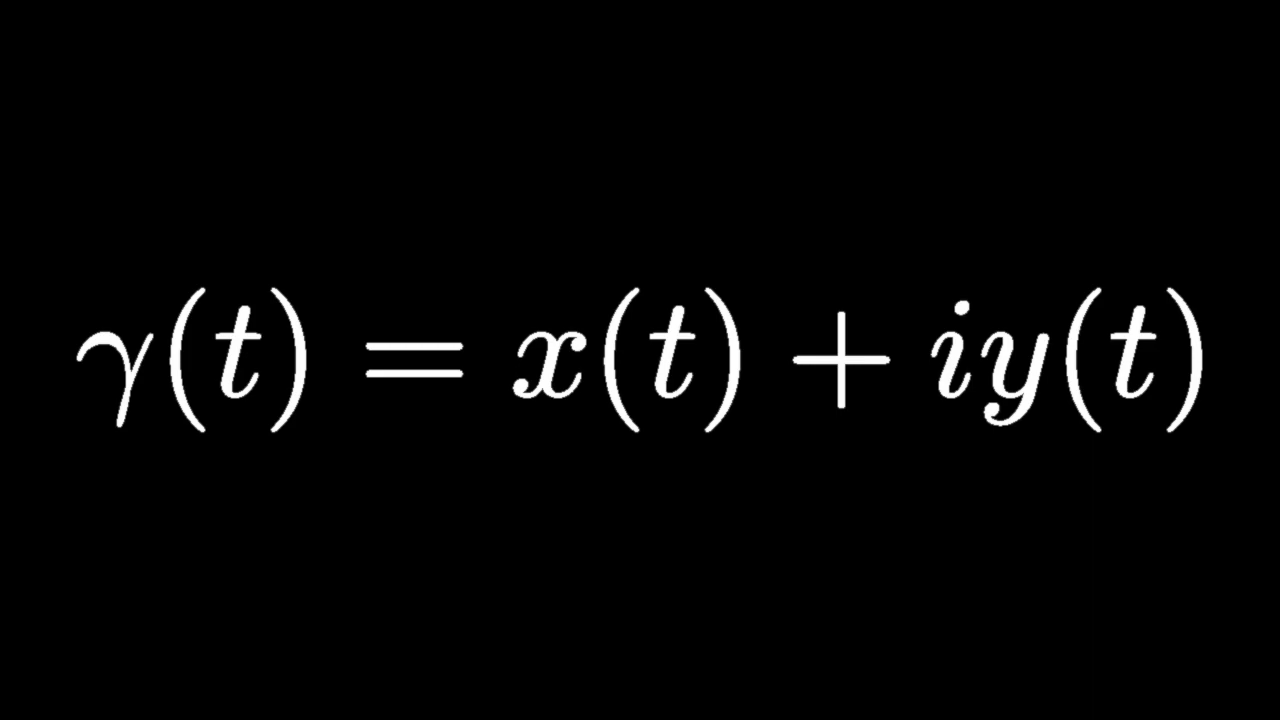 γ(t) = x(t) + iy(t)